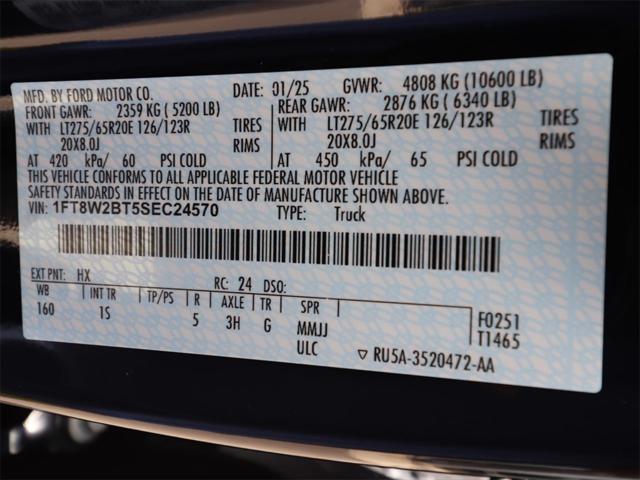 MFD. BY FORD MOTOR CO. DATE: 01/25 GVWR: 4808 KG (10600 LB)
FRONT GAWR: 2359 KG ( 5200 LB) REAR GAWR: 2876 KG ( 6340 LB)
WITH LT275/65R20E 126/123R TIRES WITH LT275/65R20E 126/123R TIRES
20X8.0J RIMS 20X8.0J RIMS
AT 420 kPa/ 60 PSI COLD AT 450 kPa/ 65 PSI COLD
THIS VEHICLE CONFORMS TO ALL APPLICABLE FEDERAL MOTOR VEHICLE
SAFETY STANDARDS IN EFFECT ON THE DATE OF MANUFACTURE SHOWN ABOVE.
VIN: 1FT8W2BT5SEC24570 TYPE: Truck
EXT PNT: HX RC: 24 DSO:
WB INT TR TP/PS R AXLE TR SPR
160 1S 5 3H G MMJJ F0251
ULC T1465
▽ RU5A-3520472-AA